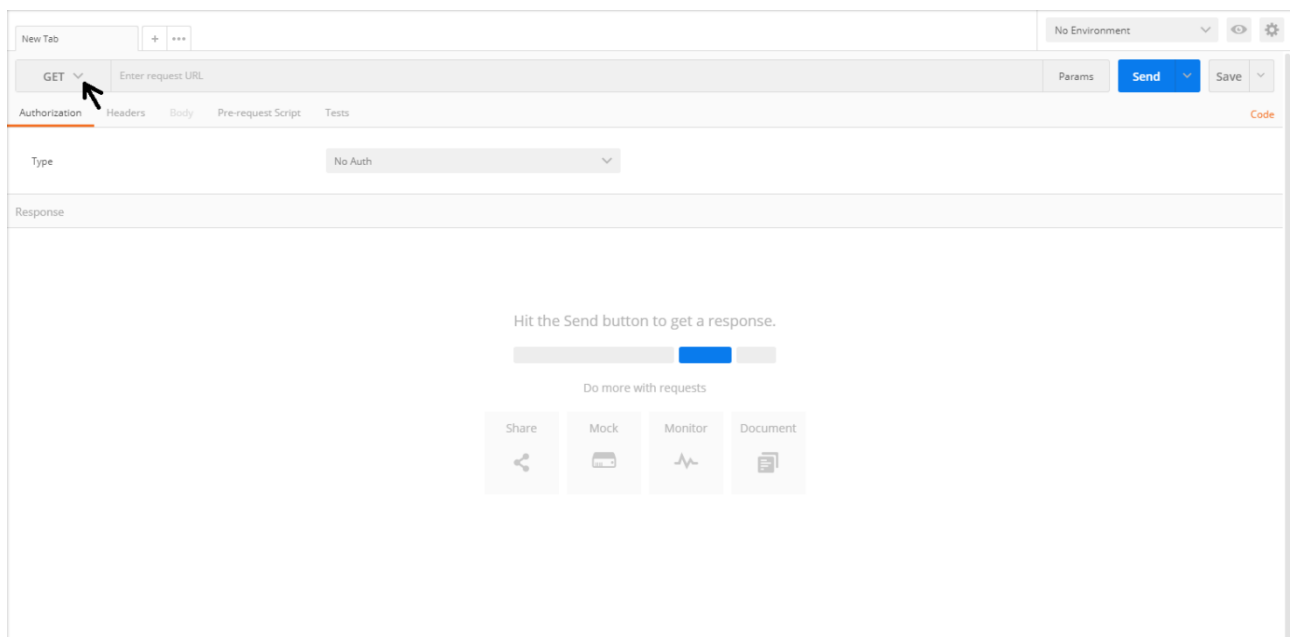 New Tab
No Environment
GET Enter request URL Params Send Save
Authorization Headers Body Pre-request Script Tests Code
Type No Auth
Response
Hit the Send button to get a response.
Do more with requests
Share Mock Monitor Document